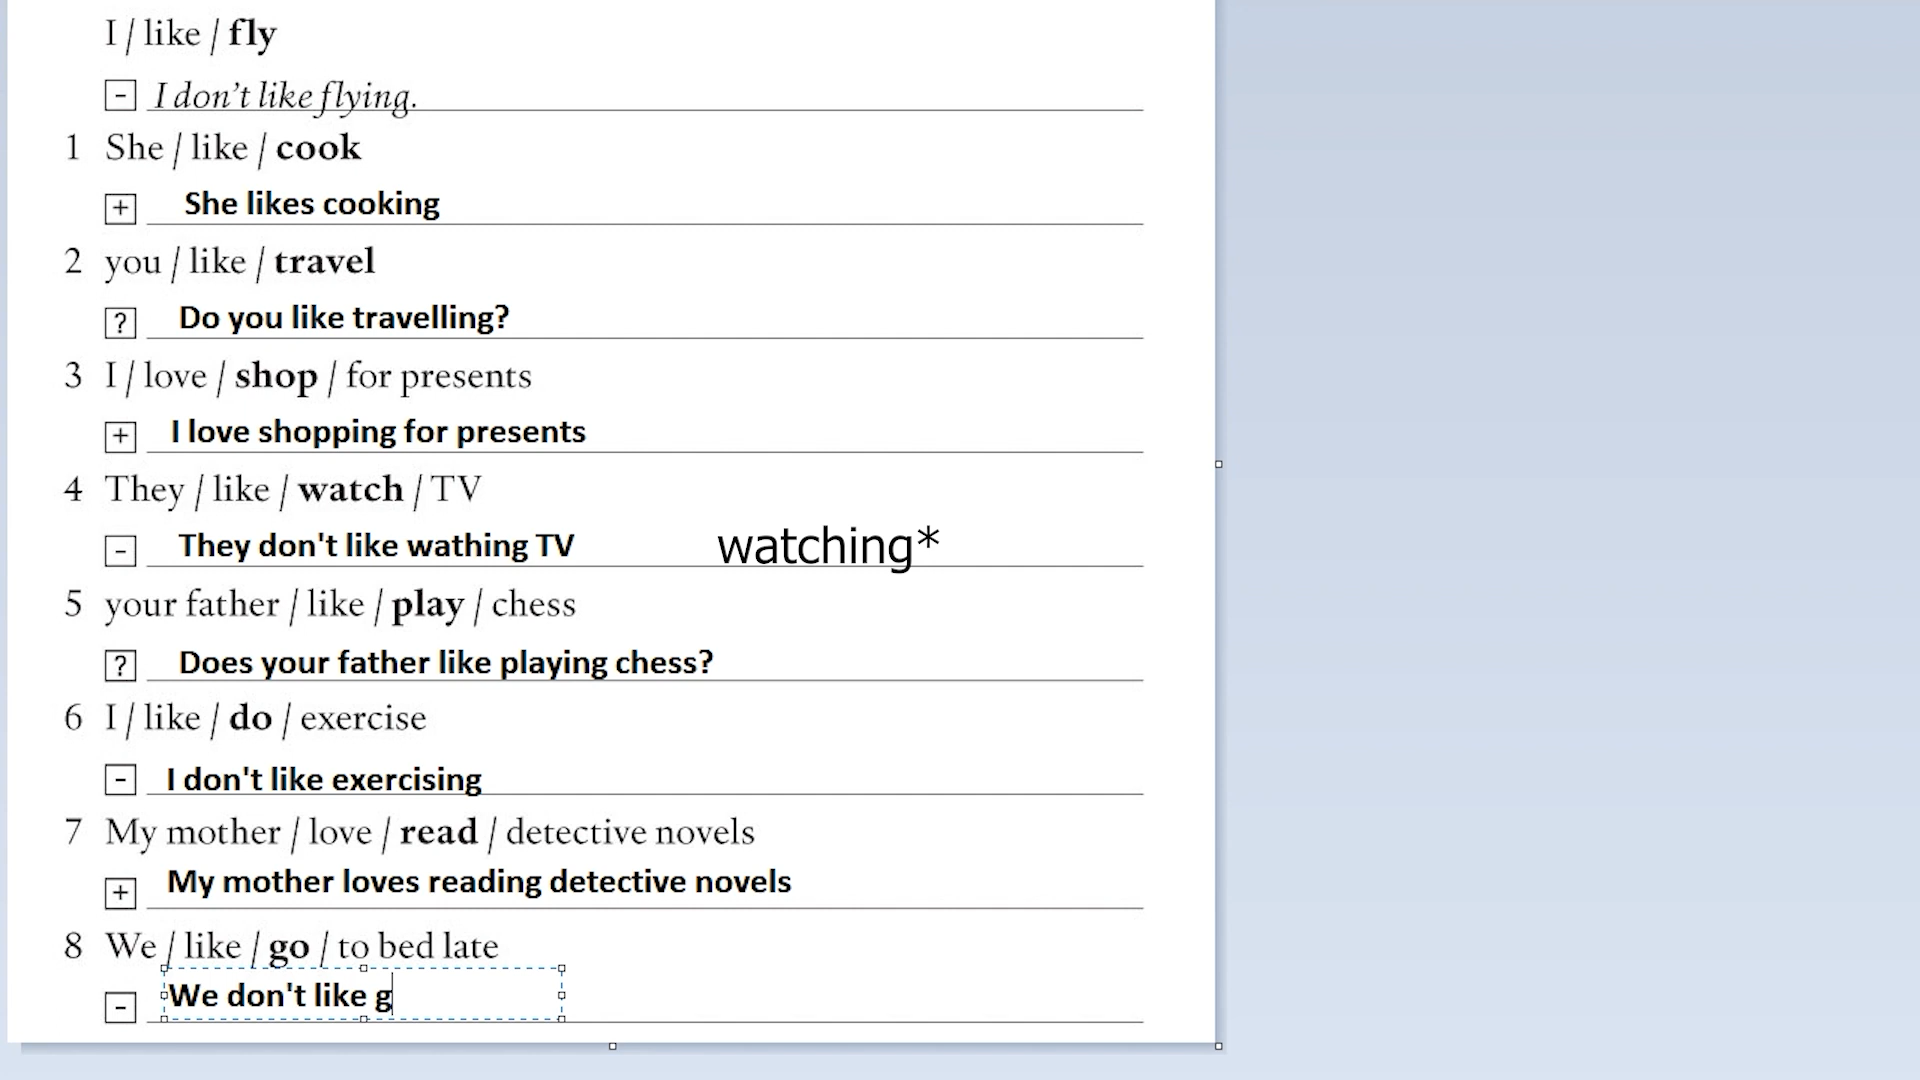 I / like / fly
- I don't like flying.
1 She / like / cook
+ She likes cooking
2 you / like / travel
? Do you like travelling?
3 I / love / shop / for presents
+ I love shopping for presents
4 They / like / watch / TV
- They don't like wathing TV watching*
5 your father / like / play / chess
? Does your father like playing chess?
6 I / like / do / exercise
- I don't like exercising
7 My mother / love / read / detective novels
+ My mother loves reading detective novels
8 We / like / go / to bed late
- We don't like g